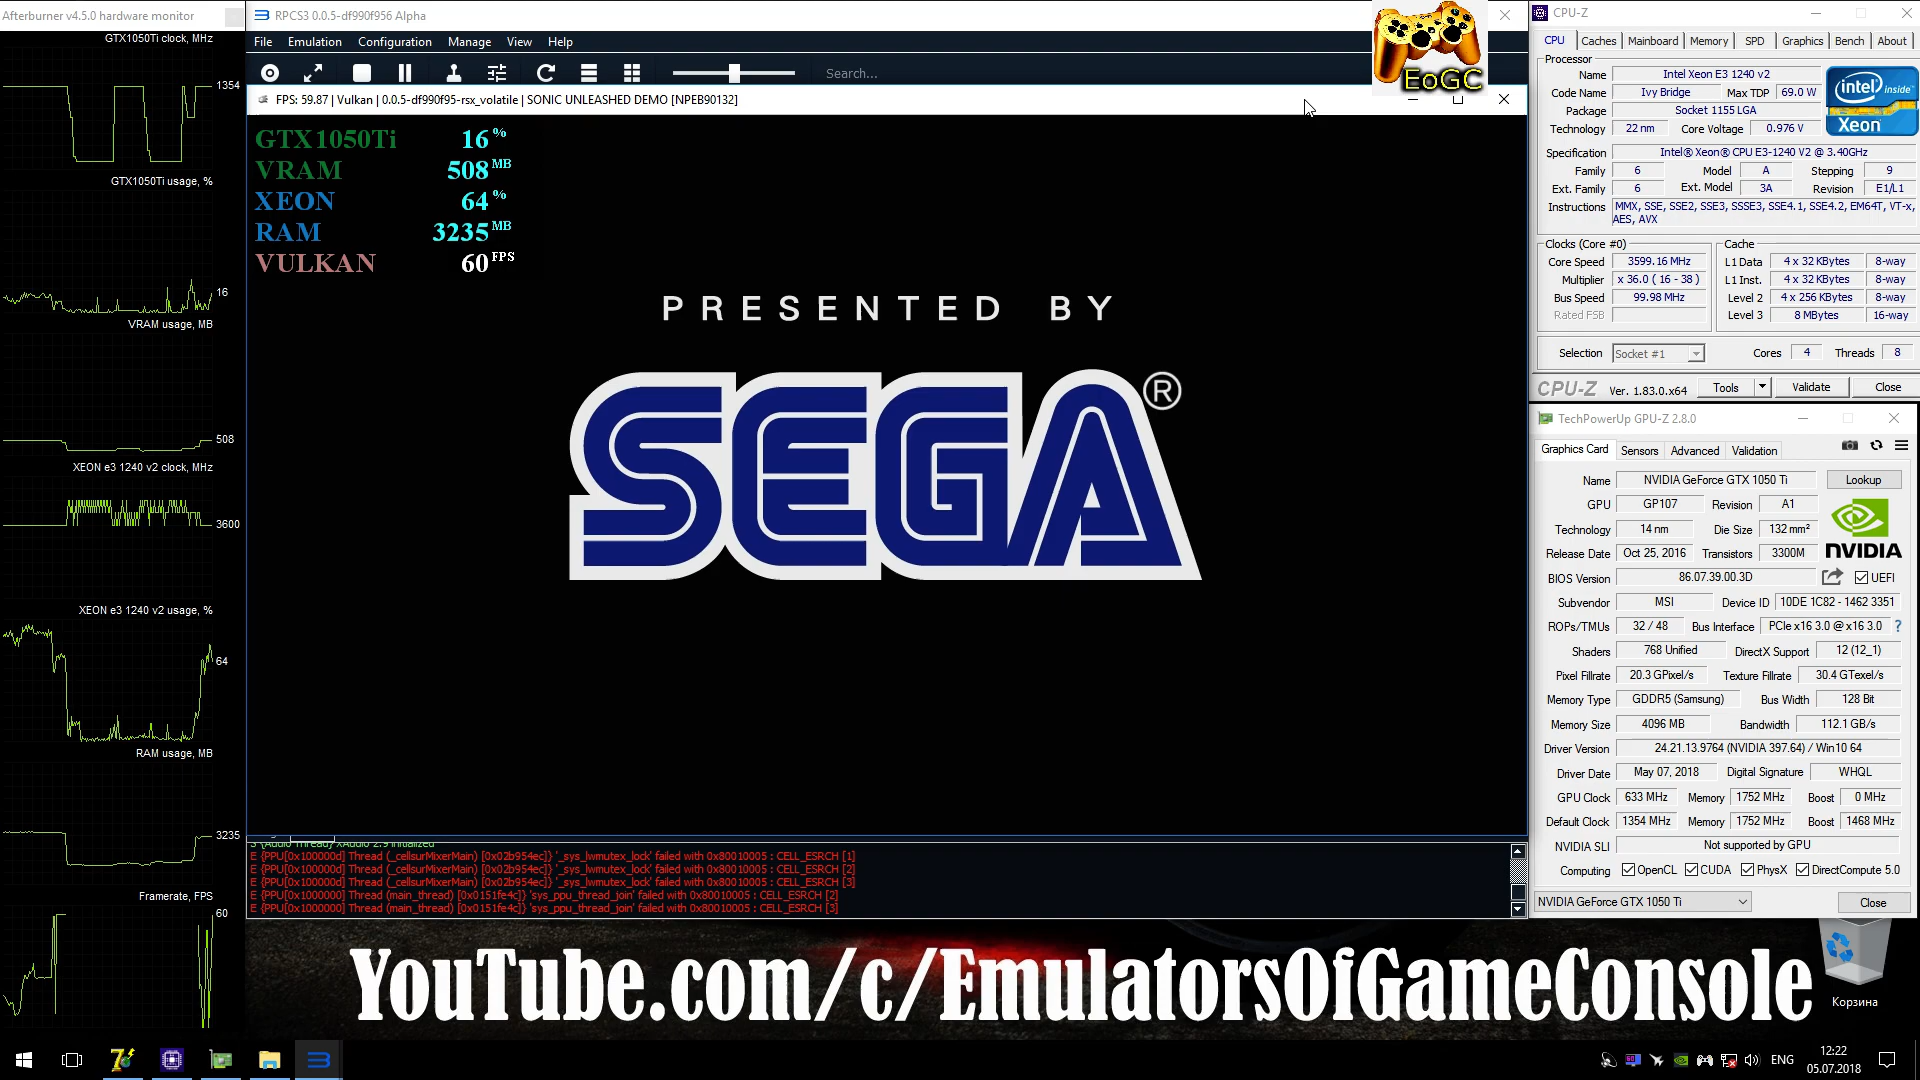 Afterburner v4.5.0 hardware monitor
GTX1050Ti clock, MHz
1354
GTX1050Ti usage, %
16
VRAM usage, MB
508
XEON e3 1240 v2 clock, MHz
3600
XEON e3 1240 v2 usage, %
64
RAM usage, MB
3235
Framerate, FPS
60
RPCS3 0.0.5-df990f956 Alpha
File Emulation Configuration Manage View Help
Search...
EoGC
FPS: 59.87 | Vulkan | 0.0.5-df990f95-rsx_volatile | SONIC UNLEASHED DEMO [NPEB90132]
GTX1050Ti 16 %
VRAM 508 MB
XEON 64 %
RAM 3235 MB
VULKAN 60 FPS
PRESENTED BY
SEGA®
E {PPU[0x100000d] Thread (_cellsurMixerMain) [0x02b954ec]} '_sys_lwmutex_lock' failed with 0x80010005 : CELL_ESRCH [1]
E {PPU[0x100000d] Thread (_cellsurMixerMain) [0x02b954ec]} '_sys_lwmutex_lock' failed with 0x80010005 : CELL_ESRCH [2]
E {PPU[0x100000d] Thread (_cellsurMixerMain) [0x02b954ec]} '_sys_lwmutex_lock' failed with 0x80010005 : CELL_ESRCH [3]
E {PPU[0x1000000] Thread (main_thread) [0x0151fe4c]} 'sys_ppu_thread_join' failed with 0x80010005 : CELL_ESRCH [2]
E {PPU[0x1000000] Thread (main_thread) [0x0151fe4c]} 'sys_ppu_thread_join' failed with 0x80010005 : CELL_ESRCH [3]
YouTube.com/c/EmulatorsOfGameConsole
CPU-Z
CPU Caches Mainboard Memory SPD Graphics Bench About
Processor
Name Intel Xeon E3 1240 v2
Code Name Ivy Bridge Max TDP 69.0 W
Package Socket 1155 LGA
Technology 22 nm Core Voltage 0.976 V
intel inside™
Xeon
Specification Intel® Xeon® CPU E3-1240 V2 @ 3.40GHz
Family 6 Model A Stepping 9
Ext. Family 6 Ext. Model 3A Revision E1/L1
Instructions MMX, SSE, SSE2, SSE3, SSSE3, SSE4.1, SSE4.2, EM64T, VT-x,
AES, AVX
Clocks (Core #0) Cache
Core Speed 3599.16 MHz L1 Data 4 x 32 KBytes 8-way
Multiplier x 36.0 ( 16 - 38 ) L1 Inst. 4 x 32 KBytes 8-way
Bus Speed 99.98 MHz Level 2 4 x 256 KBytes 8-way
Rated FSB Level 3 8 MBytes 16-way
Selection Socket #1 Cores 4 Threads 8
CPU-Z Ver. 1.83.0.x64 Tools Validate Close
TechPowerUp GPU-Z 2.8.0
Graphics Card Sensors Advanced Validation
Name NVIDIA GeForce GTX 1050 Ti Lookup
GPU GP107 Revision A1
Technology 14 nm Die Size 132 mm²
Release Date Oct 25, 2016 Transistors 3300M
NVIDIA
BIOS Version 86.07.39.00.3D UEFI
Subvendor MSI Device ID 10DE 1C82 - 1462 3351
ROPs/TMUs 32 / 48 Bus Interface PCIe x16 3.0 @ x16 3.0 ?
Shaders 768 Unified DirectX Support 12 (12_1)
Pixel Fillrate 20.3 GPixel/s Texture Fillrate 30.4 GTexel/s
Memory Type GDDR5 (Samsung) Bus Width 128 Bit
Memory Size 4096 MB Bandwidth 112.1 GB/s
Driver Version 24.21.13.9764 (NVIDIA 397.64) / Win10 64
Driver Date May 07, 2018 Digital Signature WHQL
GPU Clock 633 MHz Memory 1752 MHz Boost 0 MHz
Default Clock 1354 MHz Memory 1752 MHz Boost 1468 MHz
NVIDIA SLI Not supported by GPU
Computing OpenCL CUDA PhysX DirectCompute 5.0
NVIDIA GeForce GTX 1050 Ti Close
Корзина
ENG 12:22
05.07.2018